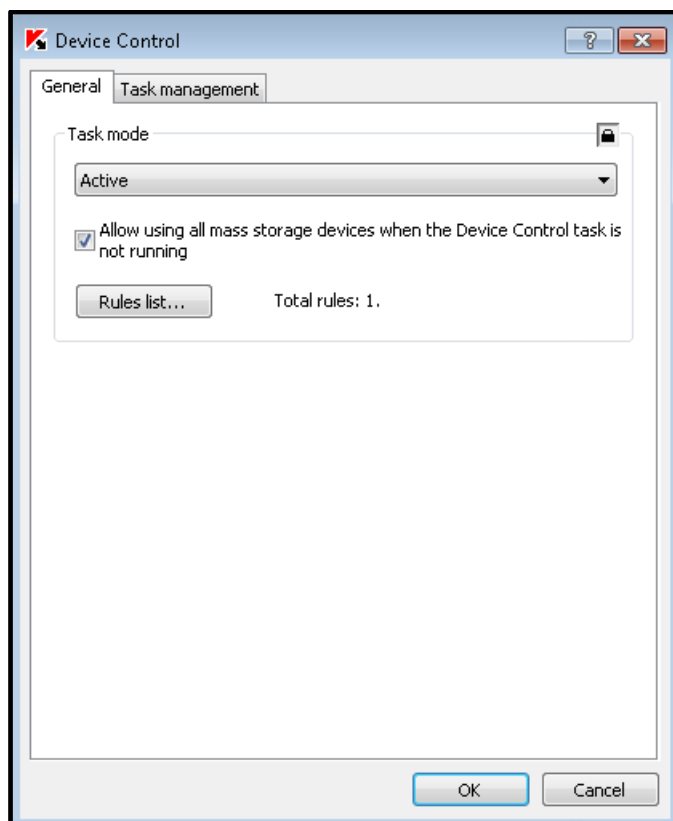 Device Control
General
Task management
Task mode
Active
Allow using all mass storage devices when the Device Control task is
not running
Rules list...
Total rules: 1.
OK
Cancel